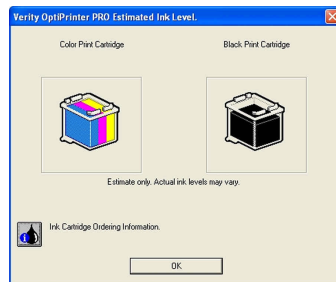 Verity OptiPrinter PRO Estimated Ink Level.
Color Print Cartridge
Black Print Cartridge
Estimate only. Actual ink levels may vary.
Ink Cartridge Ordering Information.
OK